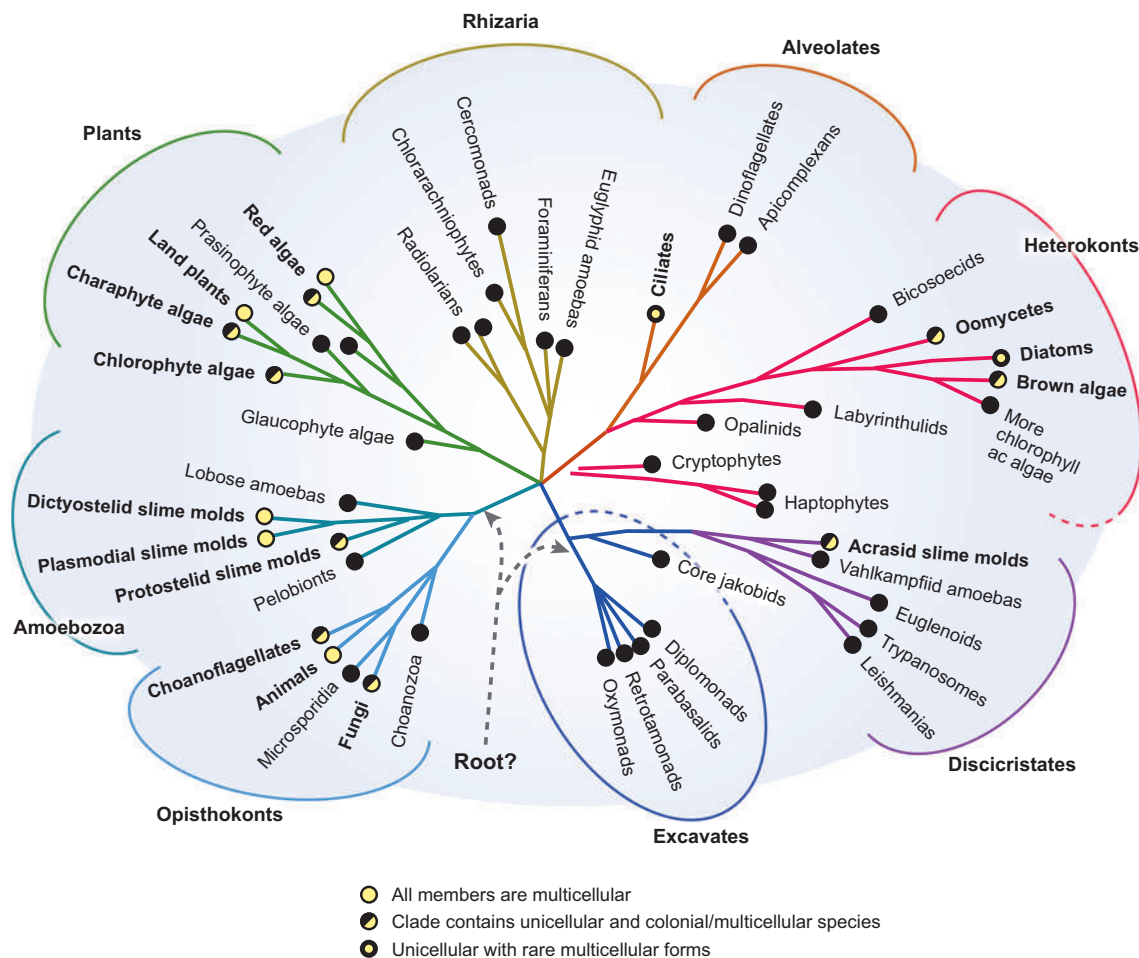 Rhizaria
Alveolates
Plants
Heterokonts
Cercomonads
Chlorarachniophytes
Radiolarians
Foraminiferans
Euglyphid amoebas
Dinoflagellates
Apicomplexans
Ciliates
Red algae
Prasinophyte algae
Land plants
Charaphyte algae
Chlorophyte algae
Glaucophyte algae
Bicosoecids
Oomycetes
Diatoms
Brown algae
More
chlorophyll
ac algae
Labyrinthulids
Opalinids
Cryptophytes
Haptophytes
Lobose amoebas
Dictyostelid slime molds
Plasmodial slime molds
Protostelid slime molds
Pelobionts
Amoebozoa
Acrasid slime molds
Vahlkampfiid amoebas
Euglenoids
Trypanosomes
Leishmanias
Core jakobids
Discicristates
Choanoflagellates
Animals
Microsporidia
Fungi
Choanozoa
Opisthokonts
Root?
Diplomonads
Parabasalids
Retrotamonads
Oxymonads
Excavates
All members are multicellular
Clade contains unicellular and colonial/multicellular species
Unicellular with rare multicellular forms